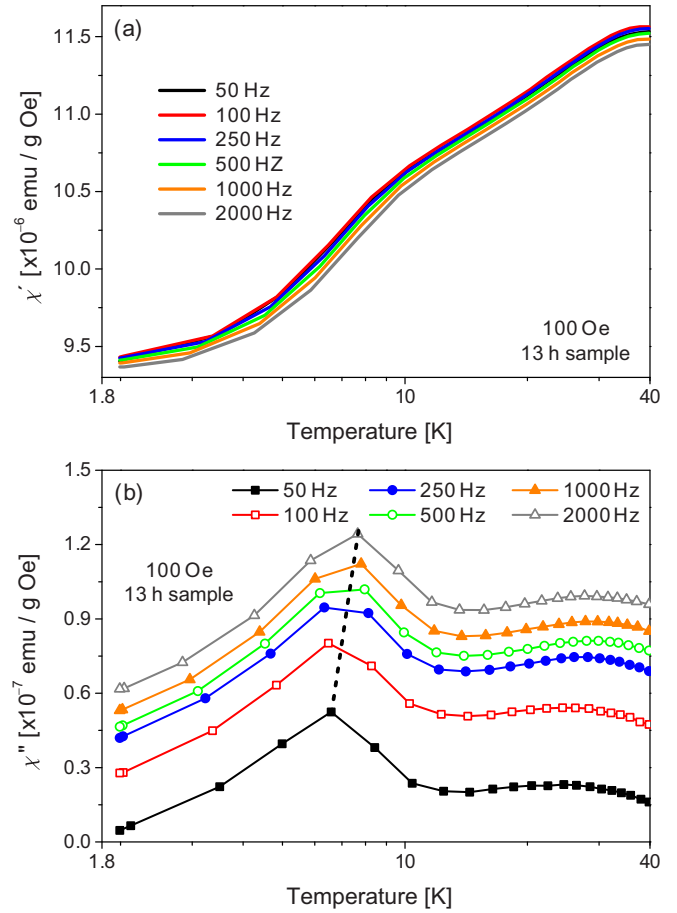 (a)
50 Hz
100 Hz
250 Hz
500 HZ
1000 Hz
2000 Hz
100 Oe
13 h sample
χ′ [x10⁻⁶ emu / g Oe]
11.5
11.0
10.5
10.0
9.5
1.8
10
40
Temperature [K]
(b)
50 Hz
250 Hz
1000 Hz
100 Hz
500 Hz
2000 Hz
100 Oe
13 h sample
χ" [x10⁻⁷ emu / g Oe]
1.5
1.2
0.9
0.6
0.3
0.0
1.8
10
40
Temperature [K]